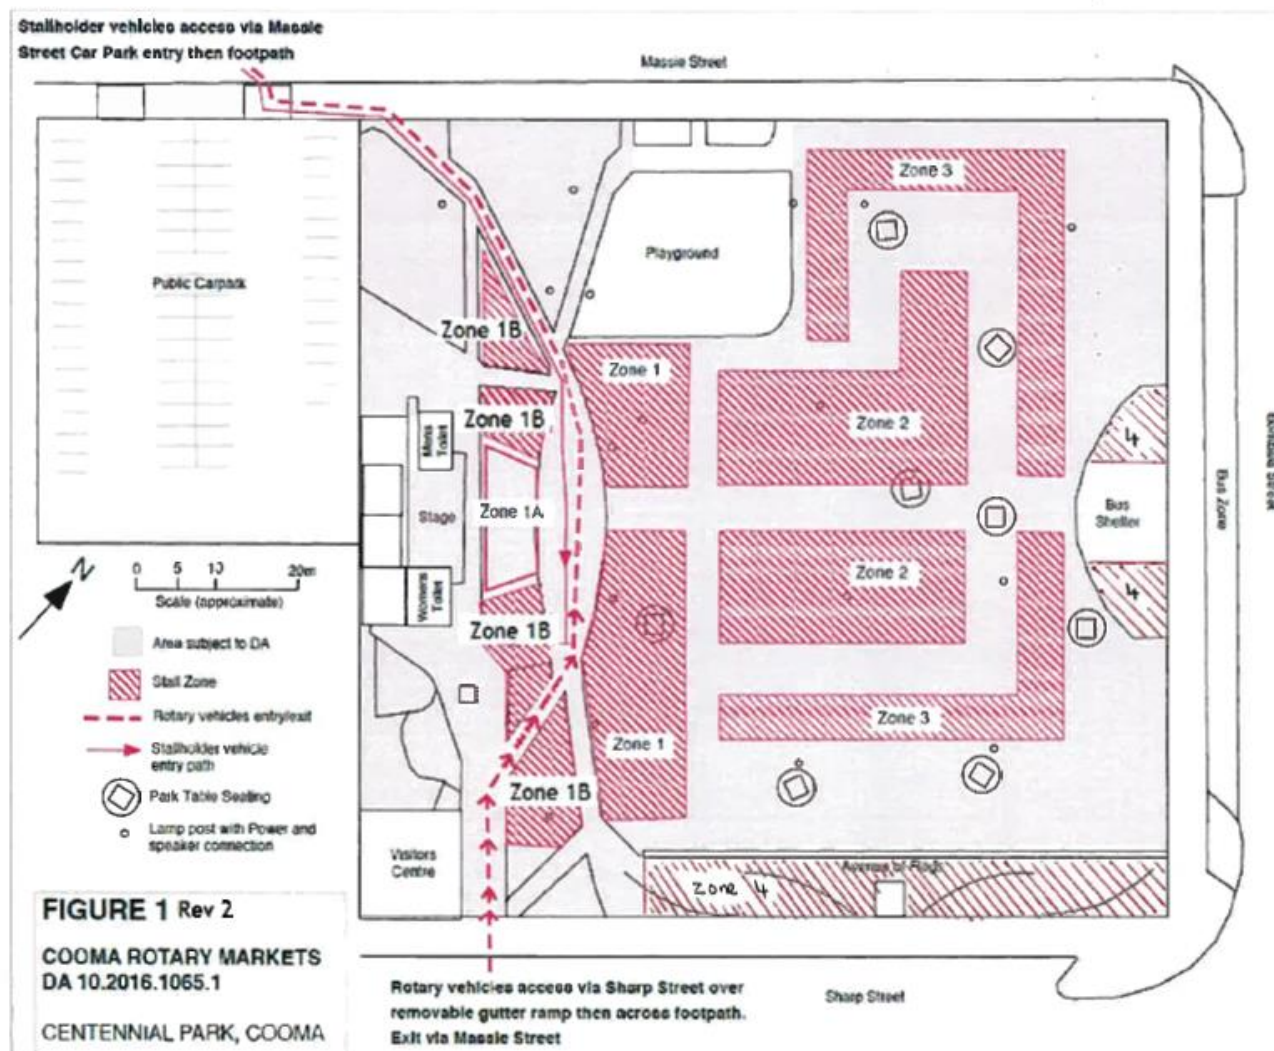 Stallholder vehicles access via Massie
Street Car Park entry then footpath
Massie Street
Zone 3
Playground
Public Carpark
Zone 1B
Zone 1
Zone 1B
Zone 2
Mens
Toilet
4
Stage
Zone 1A
Bus
Shelter
Bus Zone
N
0 5 10 20m
Scale (approximate)
Womens
Toilet
Zone 2
4
Zone 1B
Area subject to DA
Stall Zone
Rotary vehicles entry/exit
Stallholder vehicle
entry path
Park Table Seating
Lamp post with Power and
speaker connection
Zone 3
Zone 1
Zone 1B
Visitors
Centre
Avenue of Flags
Zone 4
FIGURE 1 Rev 2
COOMA ROTARY MARKETS
DA 10.2016.1065.1
CENTENNIAL PARK, COOMA
Rotary vehicles access via Sharp Street over
removable gutter ramp then across footpath.
Exit via Massie Street
Sharp Street